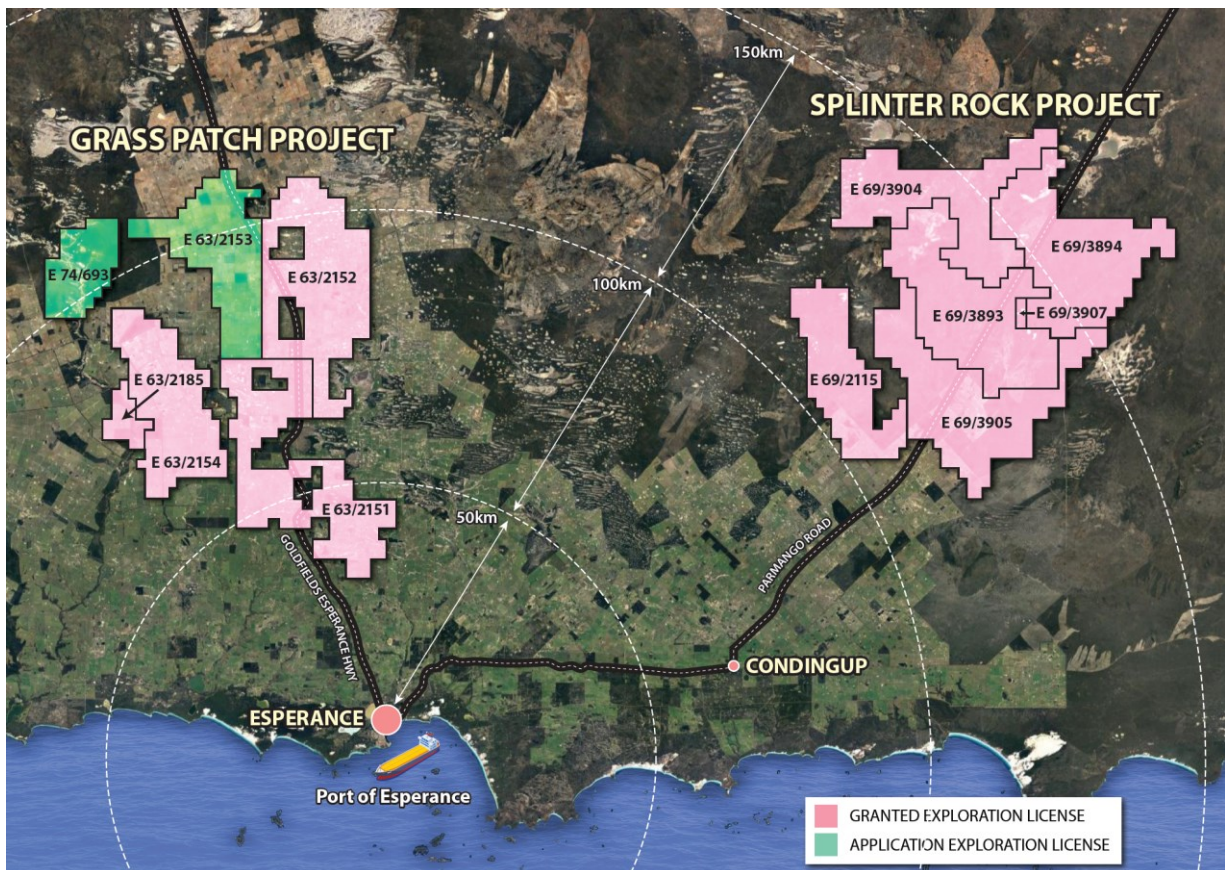 150km
SPLINTER ROCK PROJECT
GRASS PATCH PROJECT
E 69/3904
E 63/2153
E 69/3894
E 74/693
E 63/2152
100km
E 69/3893
E 69/3907
E 63/2185
E 69/2115
E 69/3905
E 63/2154
E 63/2151
50km
GOLDFIELDS ESPERANCE HWY
PARMANGO ROAD
CONDINGUP
ESPERANCE
Port of Esperance
GRANTED EXPLORATION LICENSE
APPLICATION EXPLORATION LICENSE